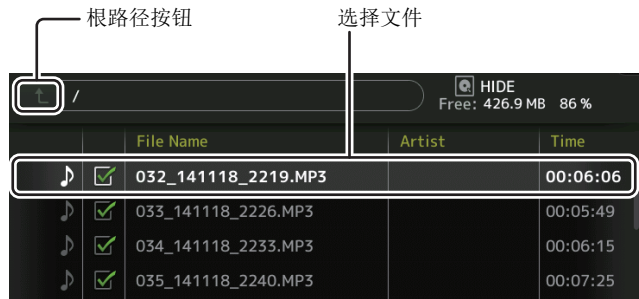 根路径按钮 选择文件
/ HIDE
Free: 426.9 MB 86 %
File Name Artist Time
032_141118_2219.MP3 00:06:06
033_141118_2226.MP3 00:05:49
034_141118_2233.MP3 00:06:15
035_141118_2240.MP3 00:07:25